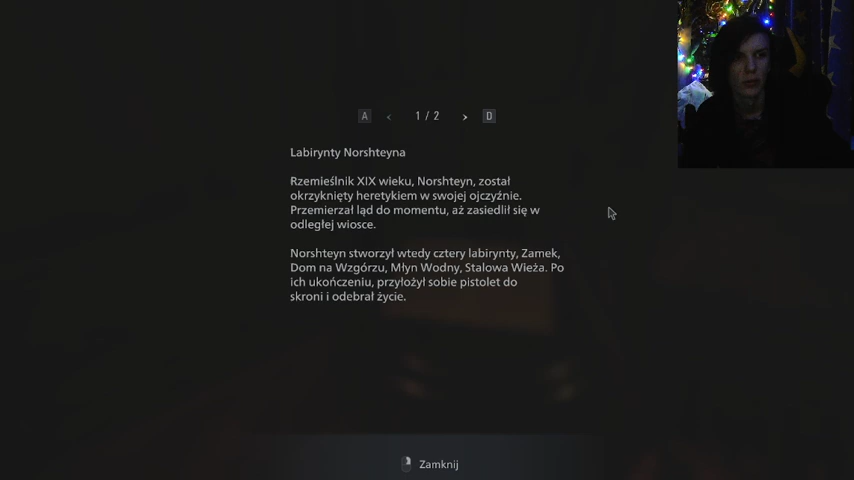 A < 1 / 2 > D
Labirynty Norshteyna
Rzemieślnik XIX wieku, Norshteyn, został
okrzyknięty heretykiem w swojej ojczyźnie.
Przemierzał ląd do momentu, aż zasiedlił się w
odległej wiosce.
Norshteyn stworzył wtedy cztery labirynty, Zamek,
Dom na Wzgórzu, Młyn Wodny, Stalowa Wieża. Po
ich ukończeniu, przyłożył sobie pistolet do
skroni i odebrał życie.
Zamknij